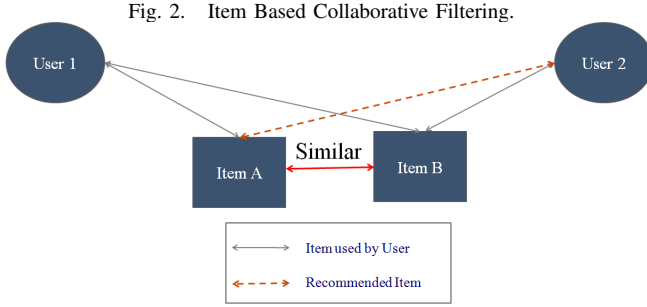 Fig. 2. Item Based Collaborative Filtering.
User 1
User 2
Similar
Item A
Item B
Item used by User
Recommended Item